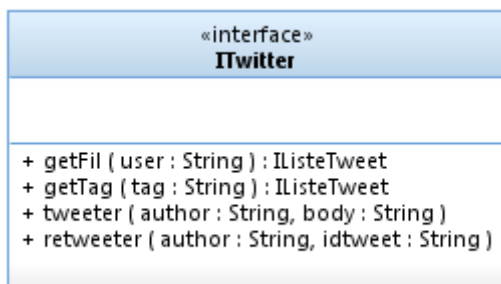 «interface»
ITwitter
+ getFil ( user : String ) : IListeTweet
+ getTag ( tag : String ) : IListeTweet
+ tweeter ( author : String, body : String )
+ retweeter ( author : String, idtweet : String )